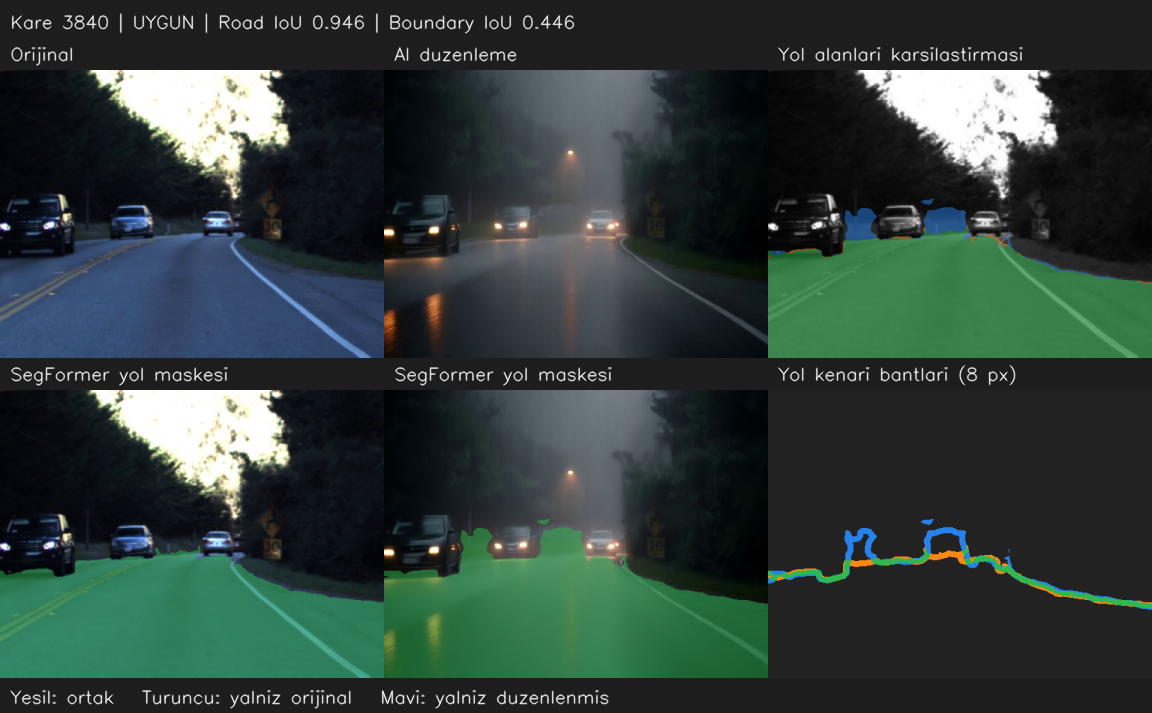 Kare 3840 | UYGUN | Road IoU 0.946 | Boundary IoU 0.446
Orijinal
AI duzenleme
Yol alanlari karsilastirmasi
SegFormer yol maskesi
SegFormer yol maskesi
Yol kenari bantlari (8 px)
Yesil: ortak Turuncu: yalniz orijinal Mavi: yalniz duzenlenmis